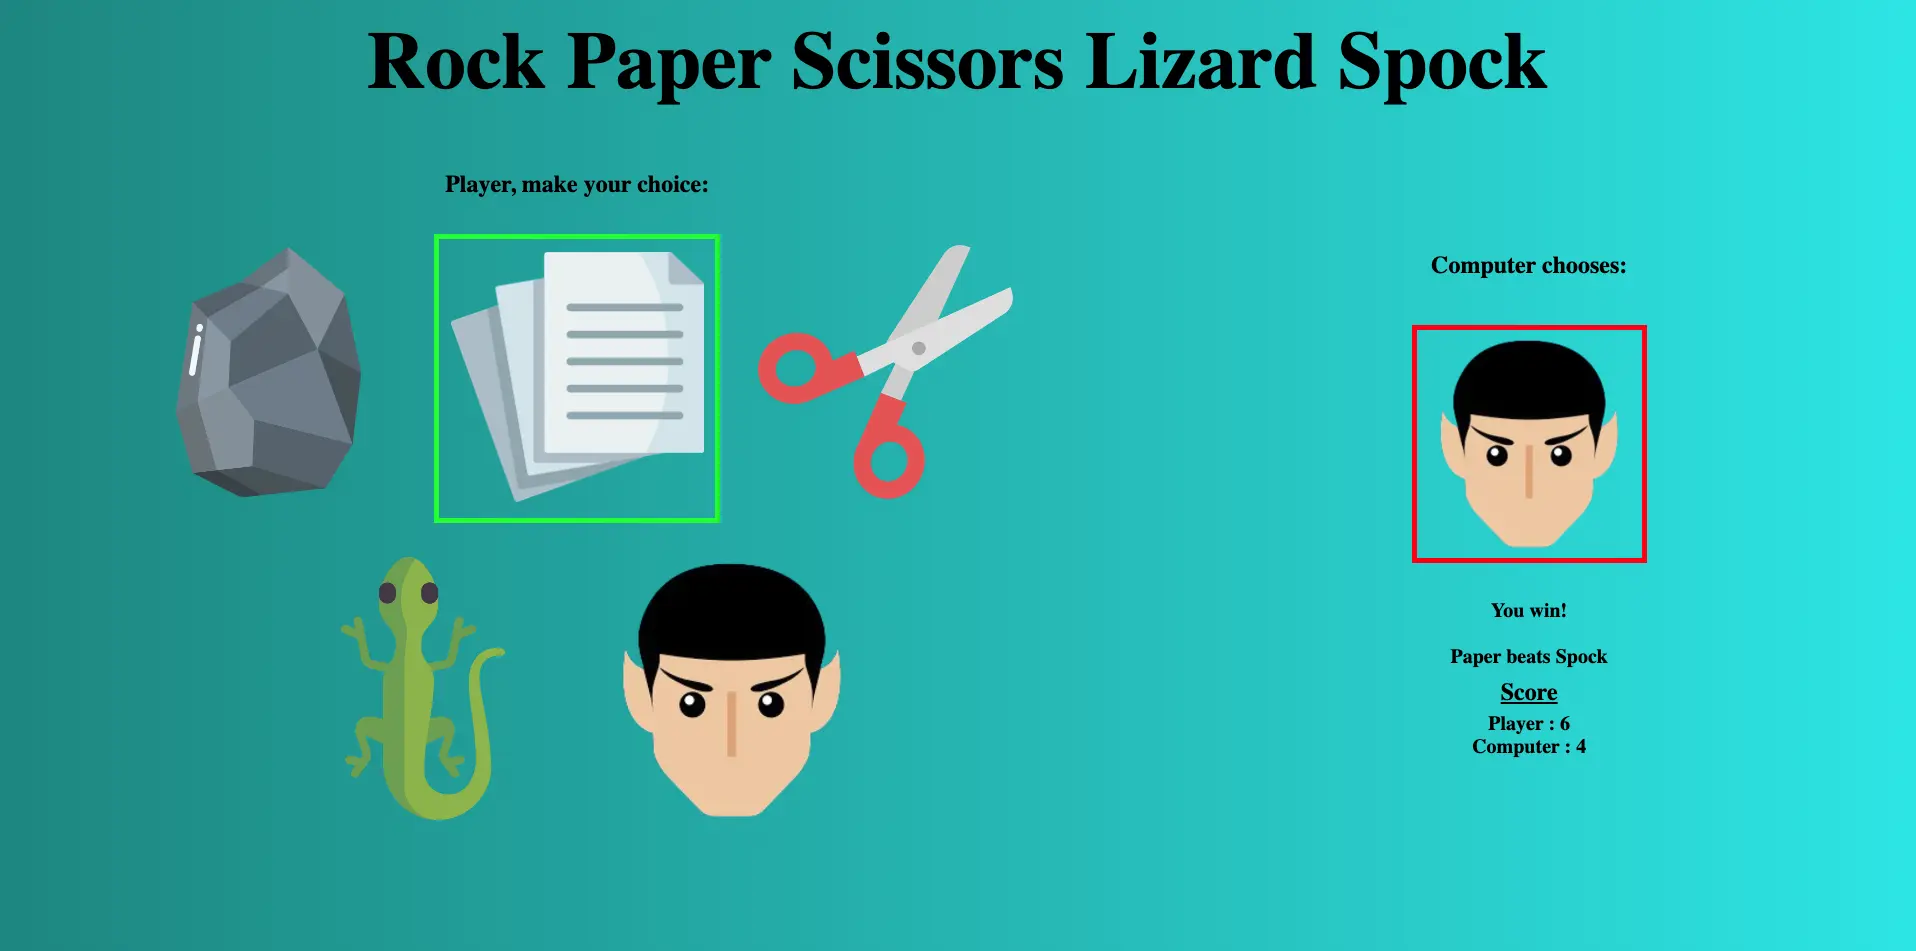 Rock Paper Scissors Lizard Spock
Player, make your choice:
Computer chooses:
You win!
Paper beats Spock
Score
Player : 6
Computer : 4